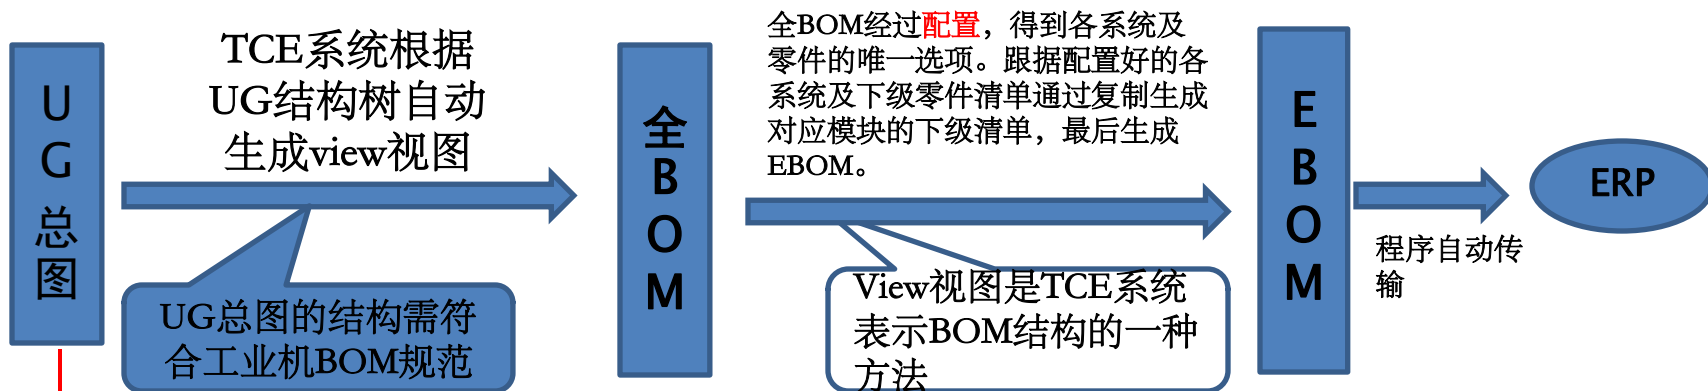 UG总图
TCE系统根据
UG结构树自动
生成view视图
UG总图的结构需符
合工业机BOM规范
全BOM
全BOM经过配置，得到各系统及
零件的唯一选项。跟据配置好的各
系统及下级零件清单通过复制生成
对应模块的下级清单，最后生成
EBOM。
View视图是TCE系统
表示BOM结构的一种
方法
EBOM
程序自动传
输
ERP